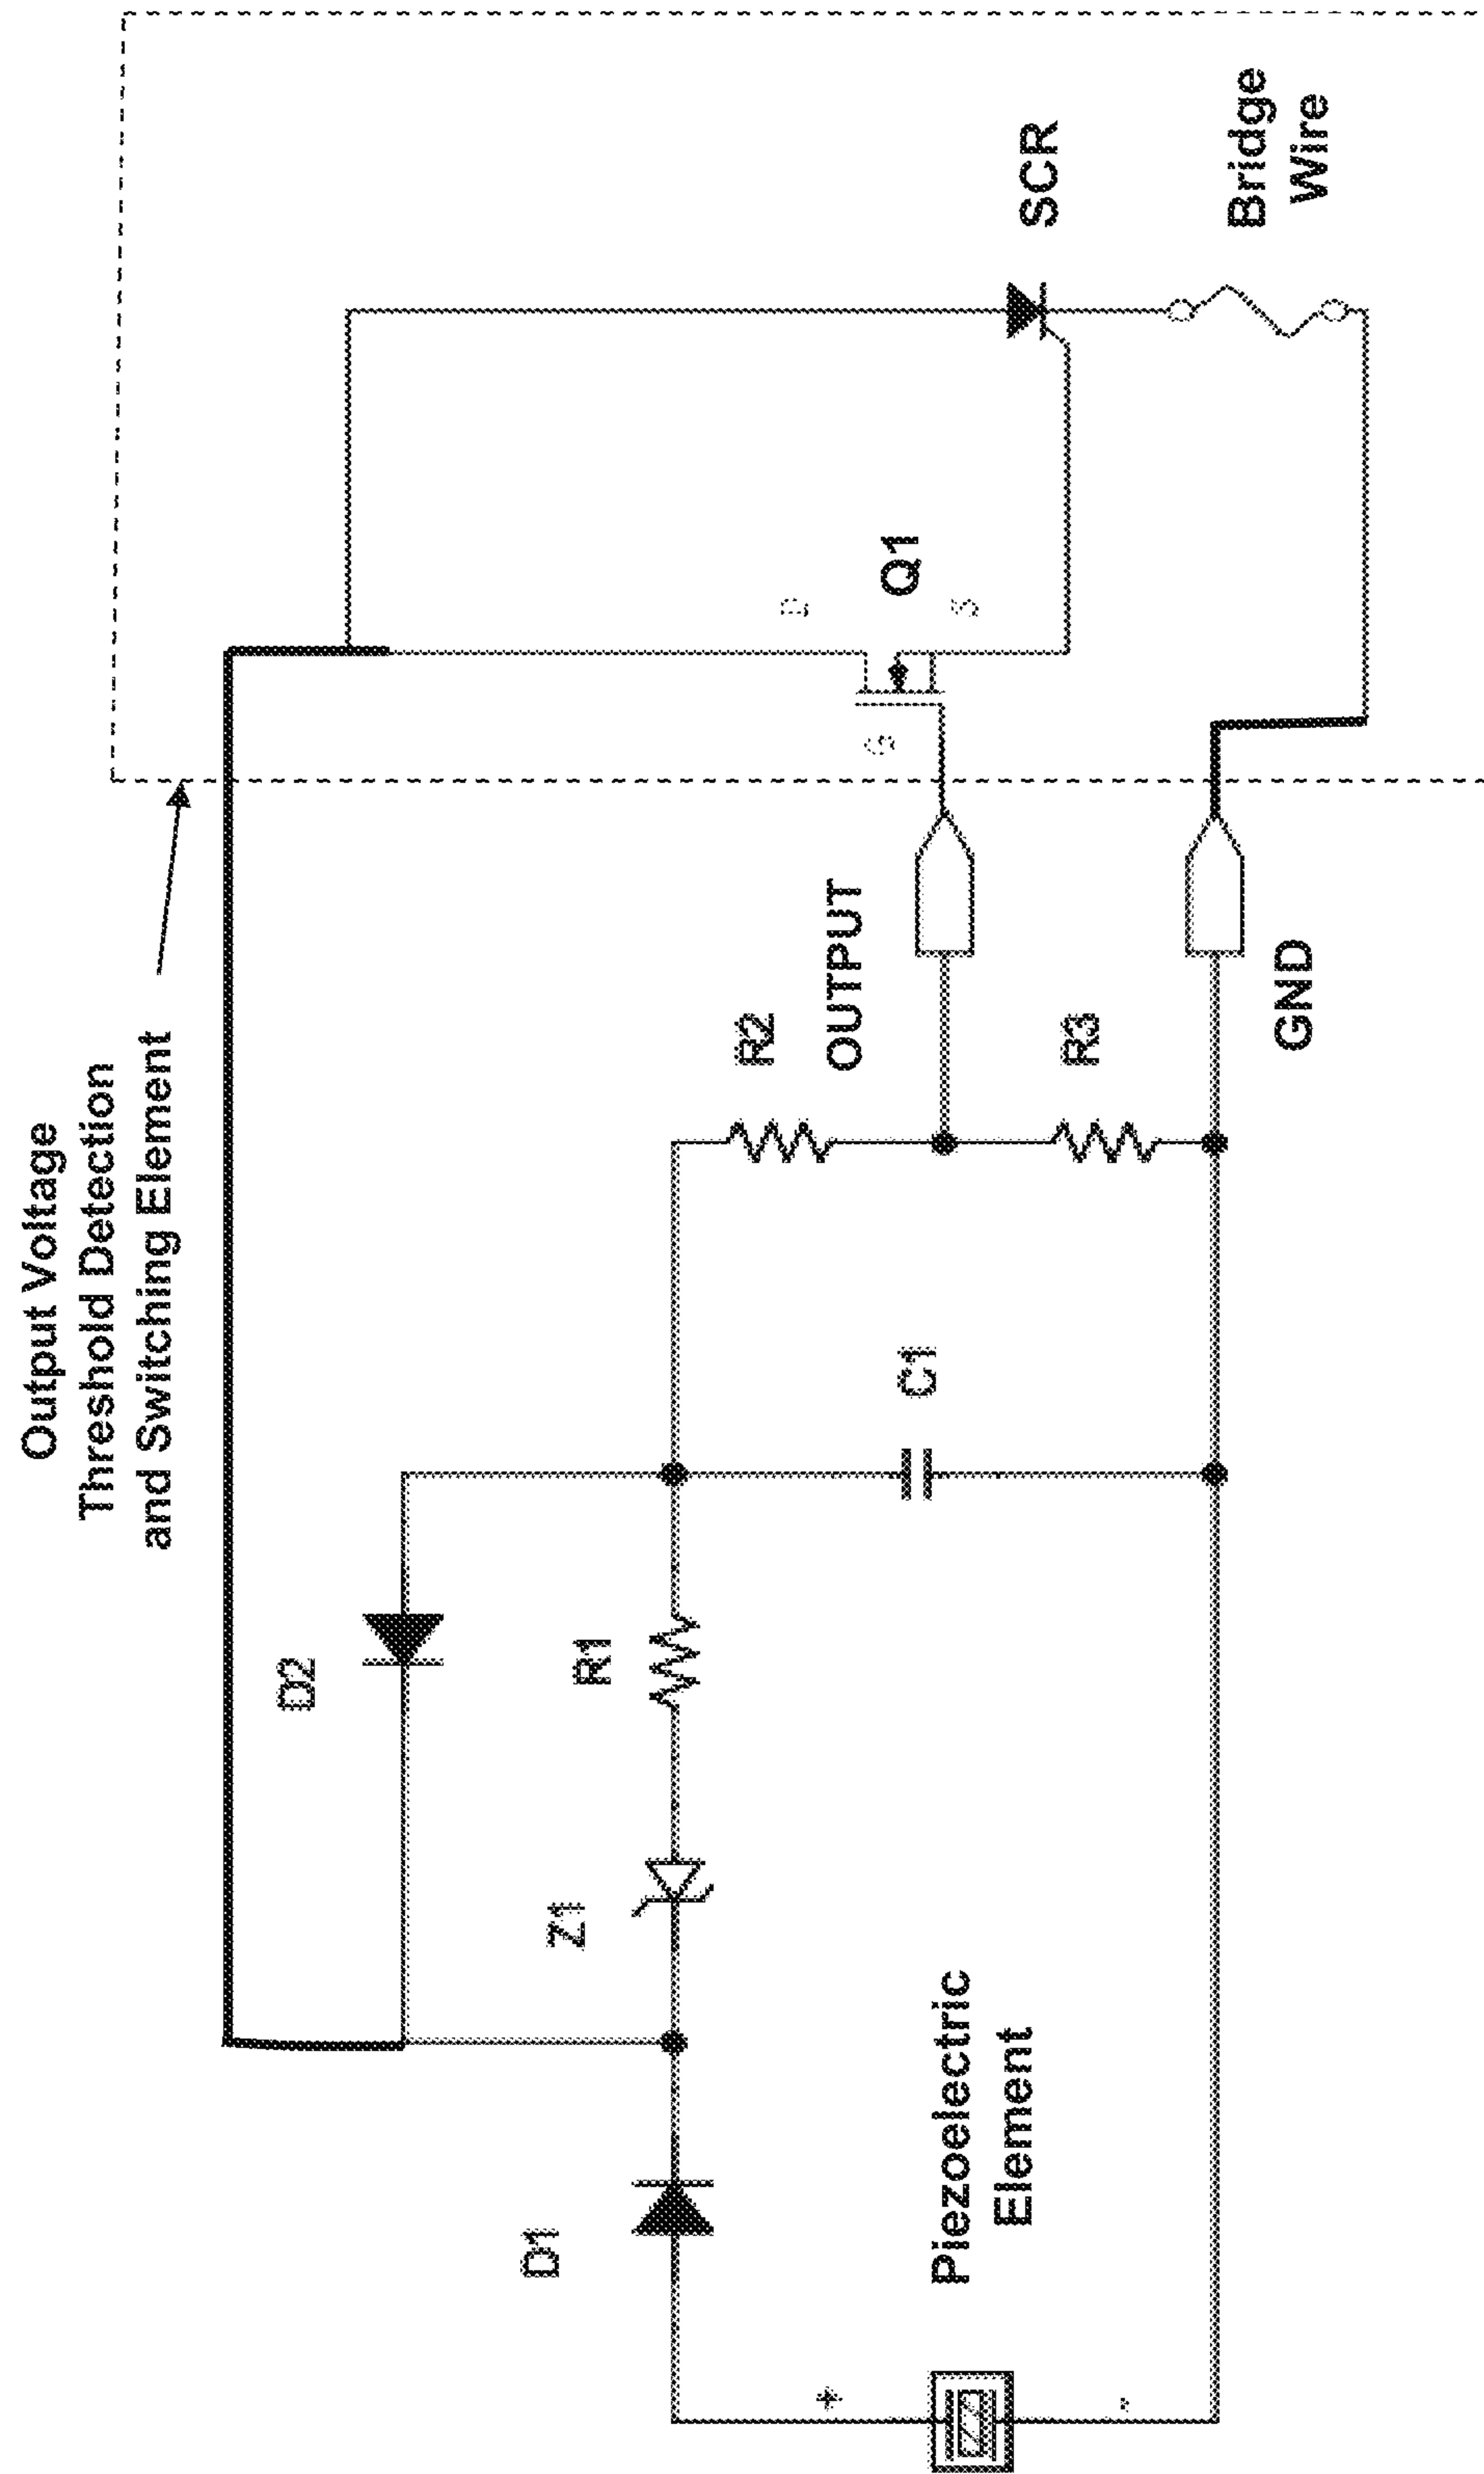 Output Voltage
Threshold Detection
and Switching Element
D2
D1
Z1
R1
C1
R2
R3
OUTPUT
GND
Piezoelectric
Element
+
-
G
D
S
Q1
SCR
Bridge
Wire